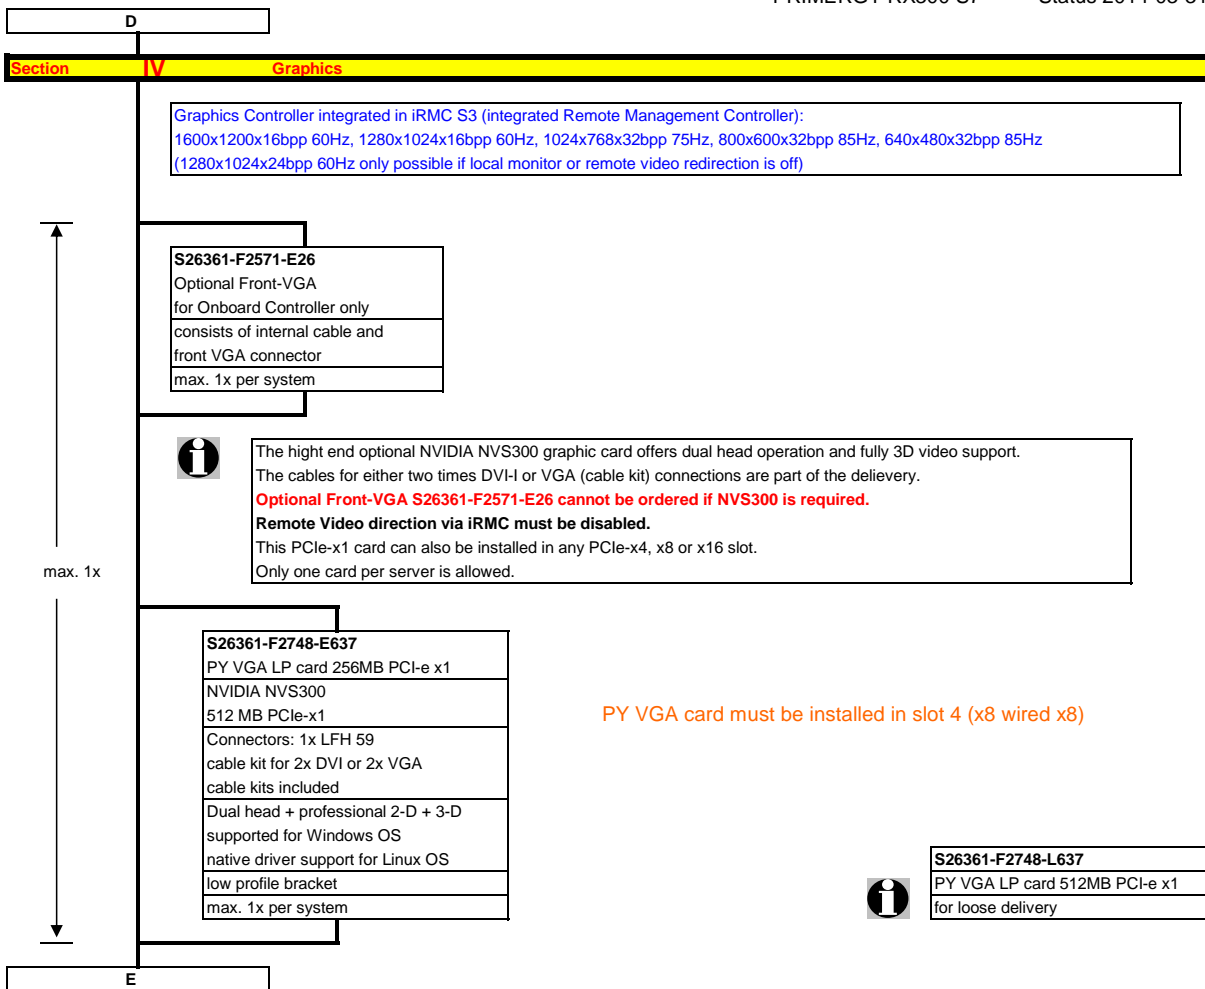 D
Section IV Graphics
Graphics Controller integrated in iRMC S3 (integrated Remote Management Controller):
1600x1200x16bpp 60Hz, 1280x1024x16bpp 60Hz, 1024x768x32bpp 75Hz, 800x600x32bpp 85Hz, 640x480x32bpp 85Hz
(1280x1024x24bpp 60Hz only possible if local monitor or remote video redirection is off)
S26361-F2571-E26
Optional Front-VGA
for Onboard Controller only
consists of internal cable and
front VGA connector
max. 1x per system
The hight end optional NVIDIA NVS300 graphic card offers dual head operation and fully 3D video support.
The cables for either two times DVI-I or VGA (cable kit) connections are part of the delievery.
Optional Front-VGA S26361-F2571-E26 cannot be ordered if NVS300 is required.
Remote Video direction via iRMC must be disabled.
This PCIe-x1 card can also be installed in any PCIe-x4, x8 or x16 slot.
Only one card per server is allowed.
max. 1x
S26361-F2748-E637
PY VGA LP card 256MB PCI-e x1
NVIDIA NVS300
512 MB PCIe-x1
Connectors: 1x LFH 59
cable kit for 2x DVI or 2x VGA
cable kits included
Dual head + professional 2-D + 3-D
supported for Windows OS
native driver support for Linux OS
low profile bracket
max. 1x per system
PY VGA card must be installed in slot 4 (x8 wired x8)
S26361-F2748-L637
PY VGA LP card 512MB PCI-e x1
for loose delivery
E